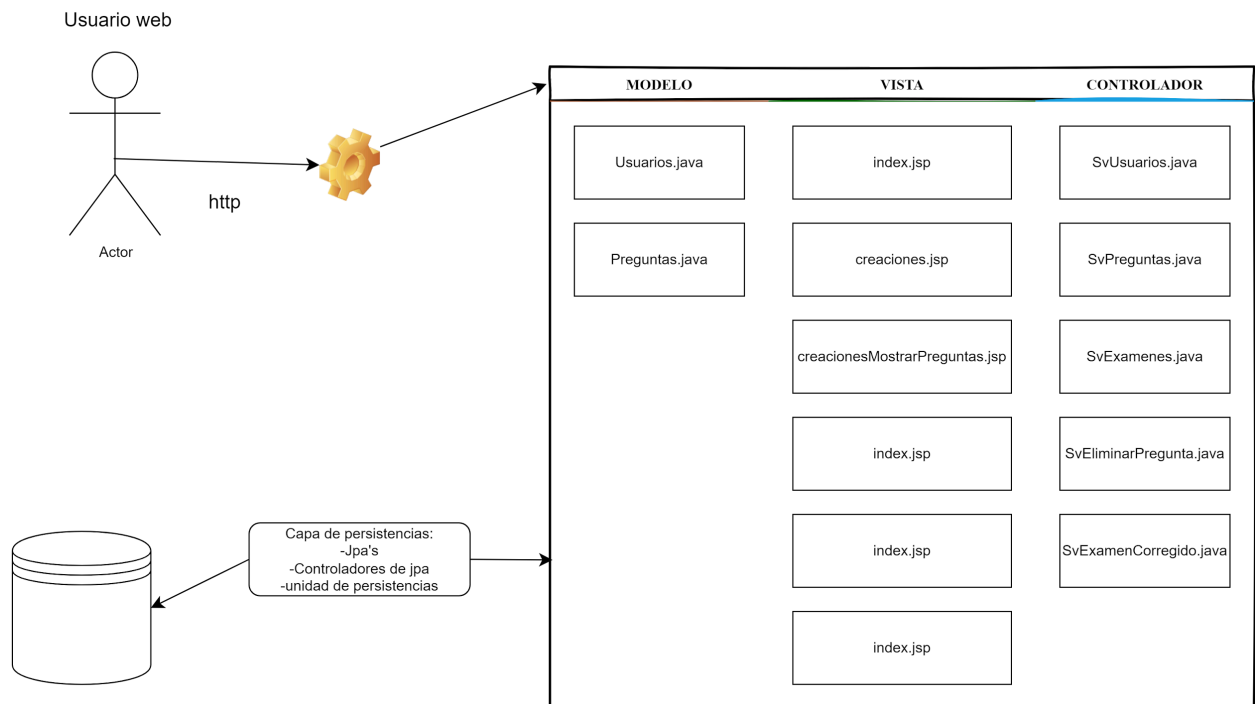 Usuario web
Actor
http
MODELO
VISTA
CONTROLADOR
Usuarios.java
index.jsp
SvUsuarios.java
Preguntas.java
creaciones.jsp
SvPreguntas.java
creacionesMostrarPreguntas.jsp
SvExamenes.java
index.jsp
SvEliminarPregunta.java
index.jsp
SvExamenCorregido.java
index.jsp
Capa de persistencias:
-Jpa's
-Controladores de jpa
-unidad de persistencias